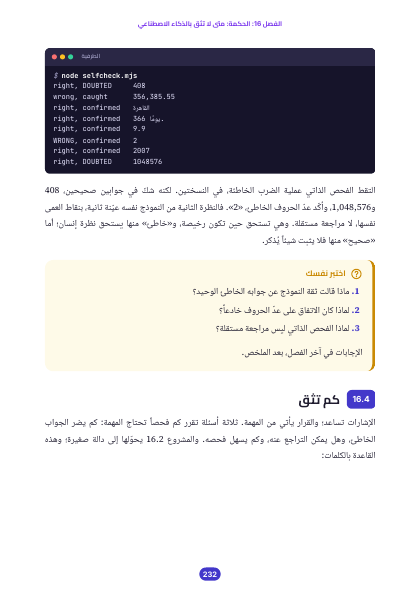 الفصل 16: الحكمة: متى لا تثق بالذكاء الاصطناعي
الطرفية
$ node selfcheck.mjs
right, DOUBTED 408
wrong, caught 356,385.55
right, confirmed القاهرة
right, confirmed 366 يومًا.
right, confirmed 9.9
WRONG, confirmed 2
right, confirmed 2007
right, DOUBTED 1048576
التقط الفحص الذاتي عملية الضرب الخاطئة، في النسختين. لكنه شكّ في جوابين صحيحين، 408
و1,048,576، وأكّد عدّ الحروف الخاطئ، «2». فالنظرة الثانية من النموذج نفسه عيّنة ثانية، بنقاط العمى
نفسها، لا مراجعة مستقلة. وهي تستحق حين تكون رخيصة، و«خاطئ» منها يستحق نظرة إنسان؛ أما
«صحيح» منها فلا يثبت شيئاً يُذكر.
اختبر نفسك
1. ماذا قالت ثقة النموذج عن جوابه الخاطئ الوحيد؟
2. لماذا كان الاتفاق على عدّ الحروف خادعاً؟
3. لماذا الفحص الذاتي ليس مراجعة مستقلة؟
الإجابات في آخر الفصل، بعد الملخص.
16.4 كم تثق
الإشارات تساعد؛ والقرار يأتي من المهمة. ثلاثة أسئلة تقرر كم فحصاً تحتاج المهمة: كم يضر الجواب
الخاطئ، وهل يمكن التراجع عنه، وكم يسهل فحصه. والمشروع 16.2 يحوّلها إلى دالة صغيرة؛ وهذه
القاعدة بالكلمات:
232